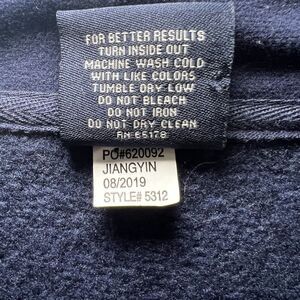 FOR BETTER RESULTS
TURN INSIDE OUT
MACHINE WASH COLD
WITH LIKE COLORS
TUMBLE DRY LOW
DO NOT BLEACH
DO NOT IRON
DO NOT DRY CLEAN
RN 65178
PO#620092
JIANGYIN
08/2019
STYLE# 5312